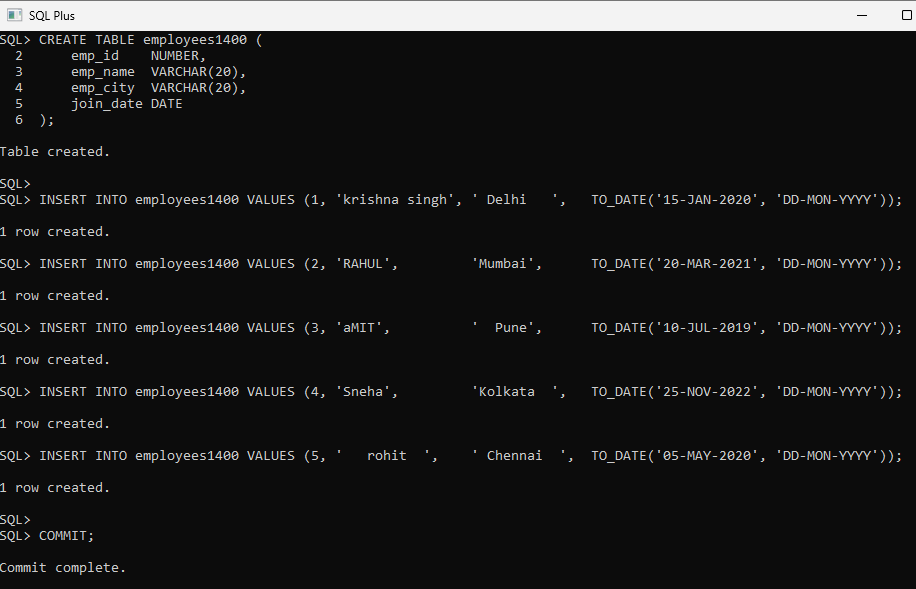 SQL Plus
SQL> CREATE TABLE employees1400 (
  2      emp_id    NUMBER,
  3      emp_name  VARCHAR(20),
  4      emp_city  VARCHAR(20),
  5      join_date DATE
  6  );
Table created.
SQL>
SQL> INSERT INTO employees1400 VALUES (1, 'krishna singh', ' Delhi   ',   TO_DATE('15-JAN-2020', 'DD-MON-YYYY'));
1 row created.
SQL> INSERT INTO employees1400 VALUES (2, 'RAHUL',         'Mumbai',      TO_DATE('20-MAR-2021', 'DD-MON-YYYY'));
1 row created.
SQL> INSERT INTO employees1400 VALUES (3, 'aMIT',          '  Pune',      TO_DATE('10-JUL-2019', 'DD-MON-YYYY'));
1 row created.
SQL> INSERT INTO employees1400 VALUES (4, 'Sneha',         'Kolkata  ',   TO_DATE('25-NOV-2022', 'DD-MON-YYYY'));
1 row created.
SQL> INSERT INTO employees1400 VALUES (5, '   rohit  ',    ' Chennai  ',  TO_DATE('05-MAY-2020', 'DD-MON-YYYY'));
1 row created.
SQL>
SQL> COMMIT;
Commit complete.